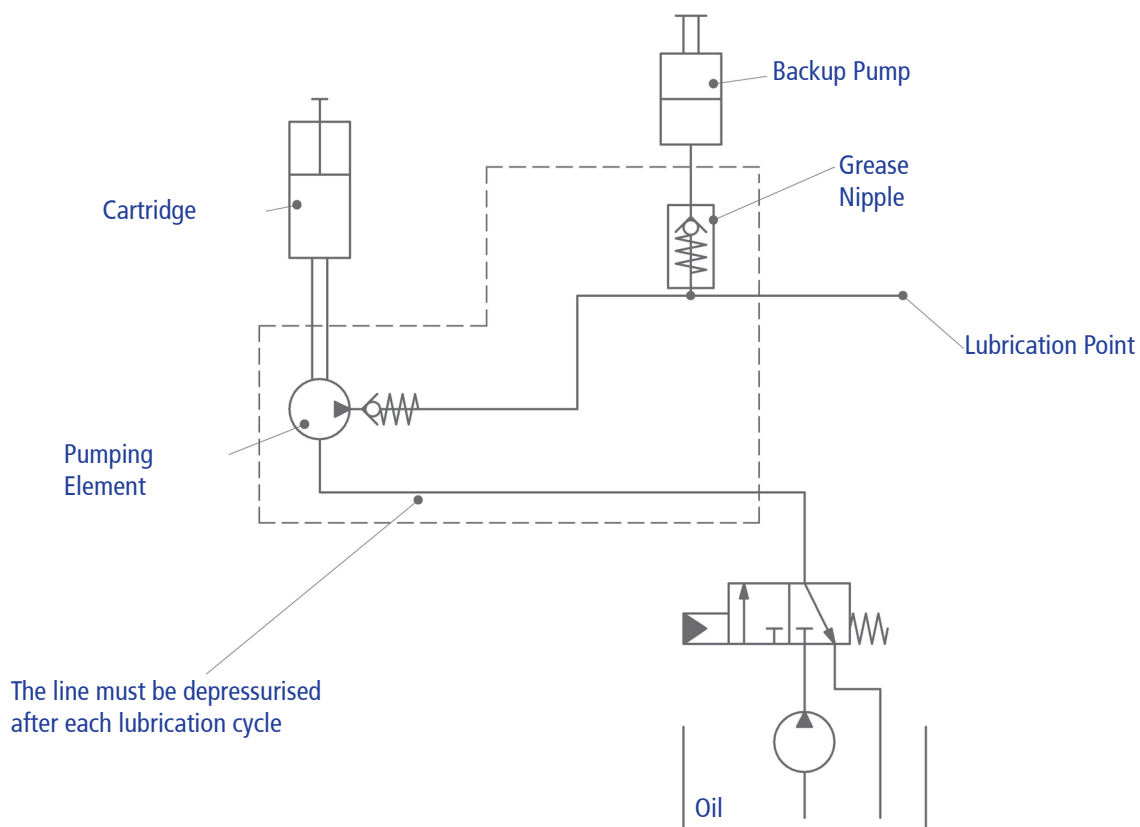 Backup Pump
Grease
Nipple
Cartridge
Lubrication Point
Pumping
Element
The line must be depressurised
after each lubrication cycle
Oil